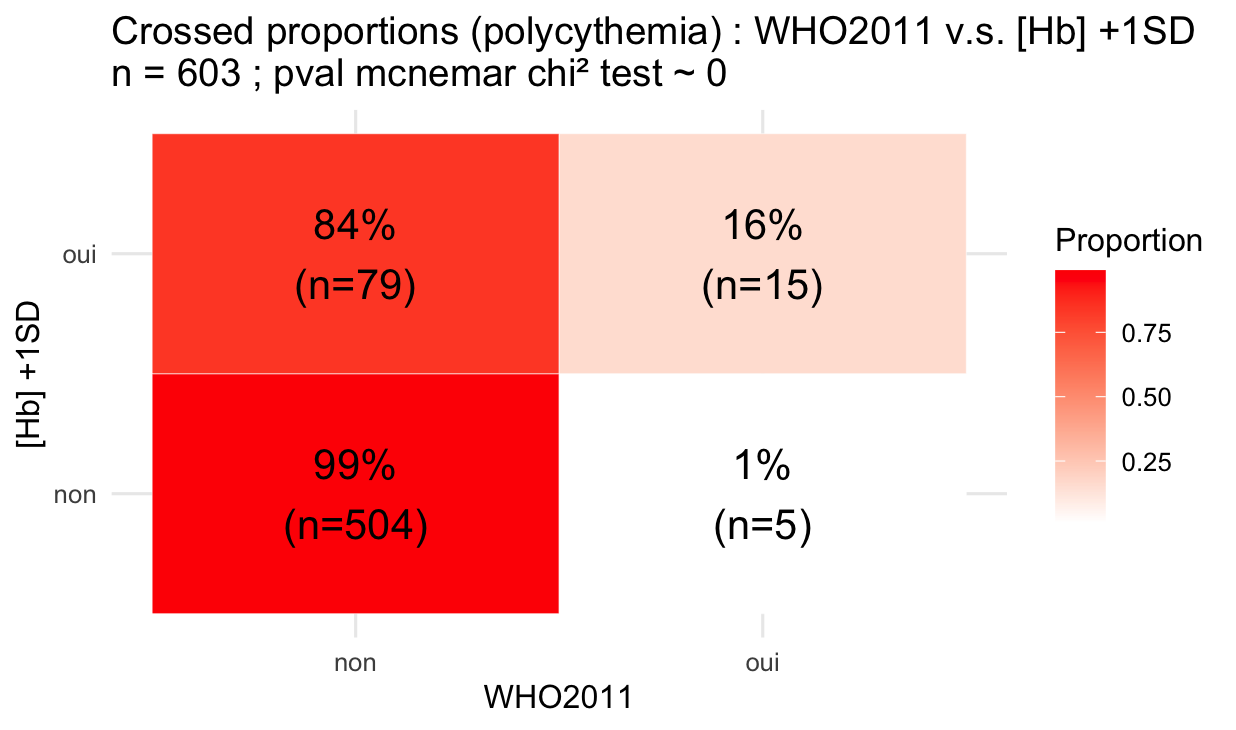 Crossed proportions (polycythemia) : WHO2011 v.s. [Hb] +1SD
n = 603 ; pval mcnemar chi² test ~ 0
84%
(n=79)
16%
(n=15)
oui
99%
(n=504)
1%
(n=5)
non
[Hb] +1SD
non
oui
WHO2011
Proportion
0.75
0.50
0.25